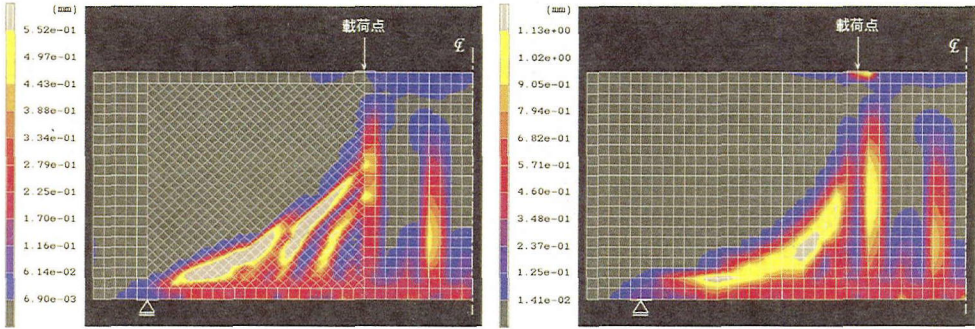 (mm)
5.52e-01
4.97e-01
4.43e-01
3.88e-01
3.34e-01
2.79e-01
2.25e-01
1.70e-01
1.16e-01
6.14e-02
6.90e-03
載荷点
℄
(mm)
1.13e+00
1.02e+00
9.05e-01
7.94e-01
6.82e-01
5.71e-01
4.60e-01
3.48e-01
2.37e-01
1.25e-01
1.41e-02
載荷点
℄